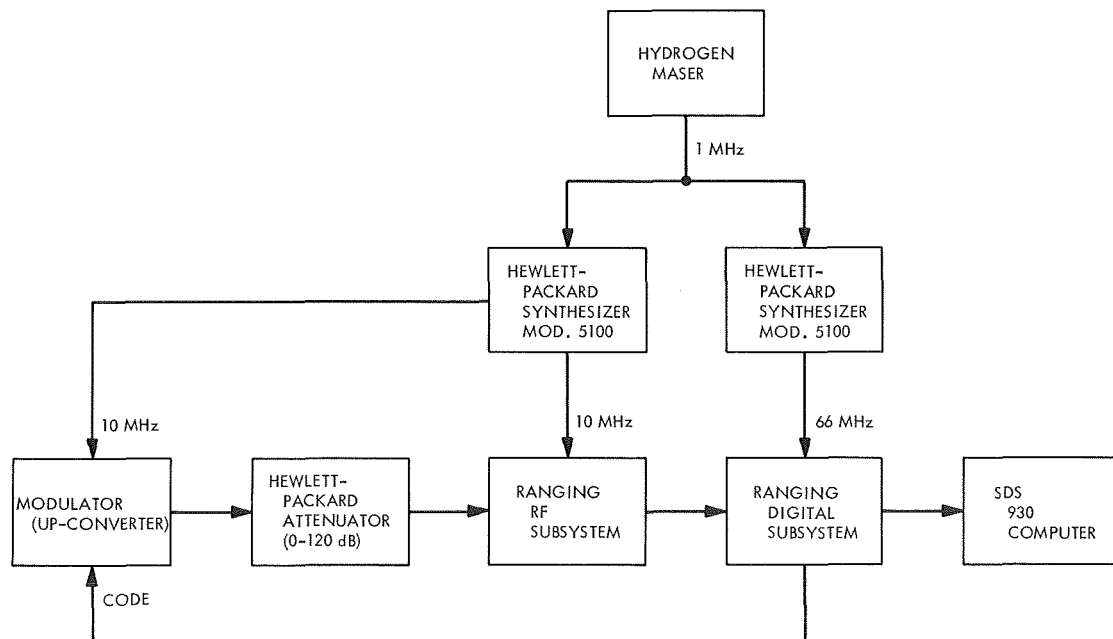 HYDROGEN
MASER
1 MHz
HEWLETT-
PACKARD
SYNTHESIZER
MOD. 5100
HEWLETT-
PACKARD
SYNTHESIZER
MOD. 5100
10 MHz
10 MHz
66 MHz
MODULATOR
(UP-CONVERTER)
HEWLETT-
PACKARD
ATTENUATOR
(0-120 dB)
RANGING
RF
SUBSYSTEM
RANGING
DIGITAL
SUBSYSTEM
SDS
930
COMPUTER
CODE